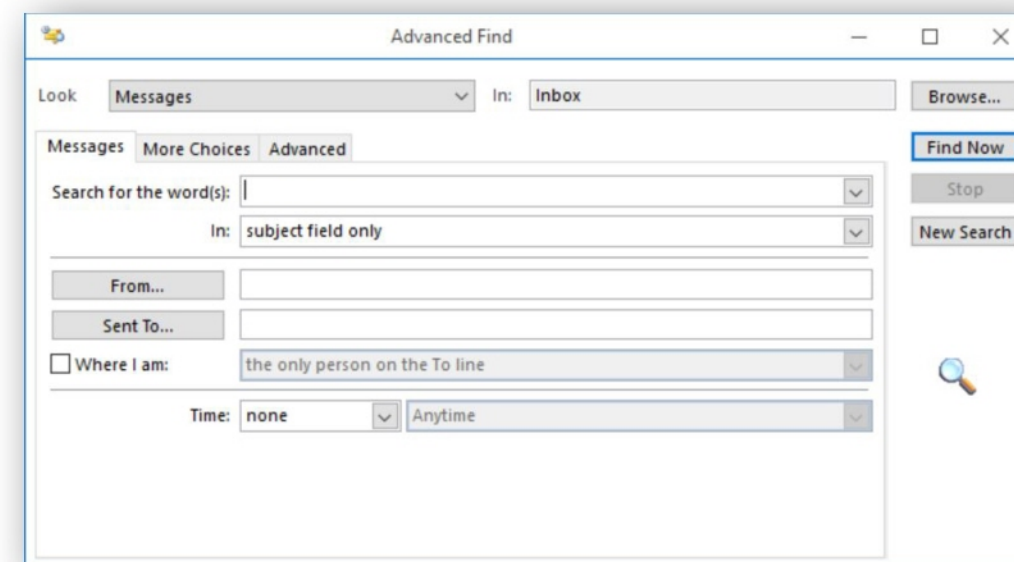 Advanced Find
Look Messages In: Inbox Browse...
Messages More Choices Advanced Find Now
Search for the word(s): Stop
In: subject field only New Search
From...
Sent To...
Where I am: the only person on the To line
Time: none Anytime